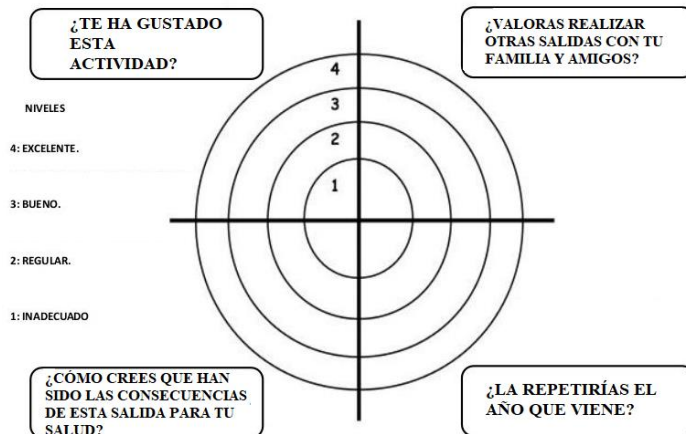 ¿TE HA GUSTADO
ESTA
ACTIVIDAD?
¿VALORAS REALIZAR
OTRAS SALIDAS CON TU
FAMILIA Y AMIGOS?
4
3
2
1
NIVELES
4: EXCELENTE.
3: BUENO.
2: REGULAR.
1: INADECUADO
¿CÓMO CREES QUE HAN
SIDO LAS CONSECUENCIAS
DE ESTA SALIDA PARA TU
SALUD?
¿LA REPETIRÍAS EL
AÑO QUE VIENE?